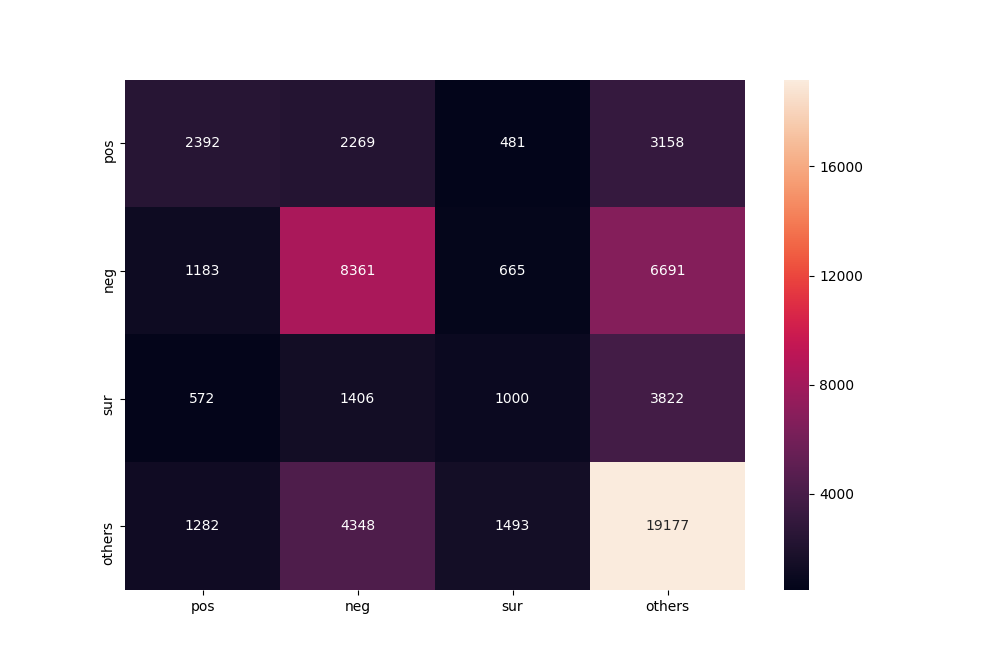 pos 2392 2269 481 3158
neg 1183 8361 665 6691
sur 572 1406 1000 3822
others 1282 4348 1493 19177
pos neg sur others
16000
12000
8000
4000